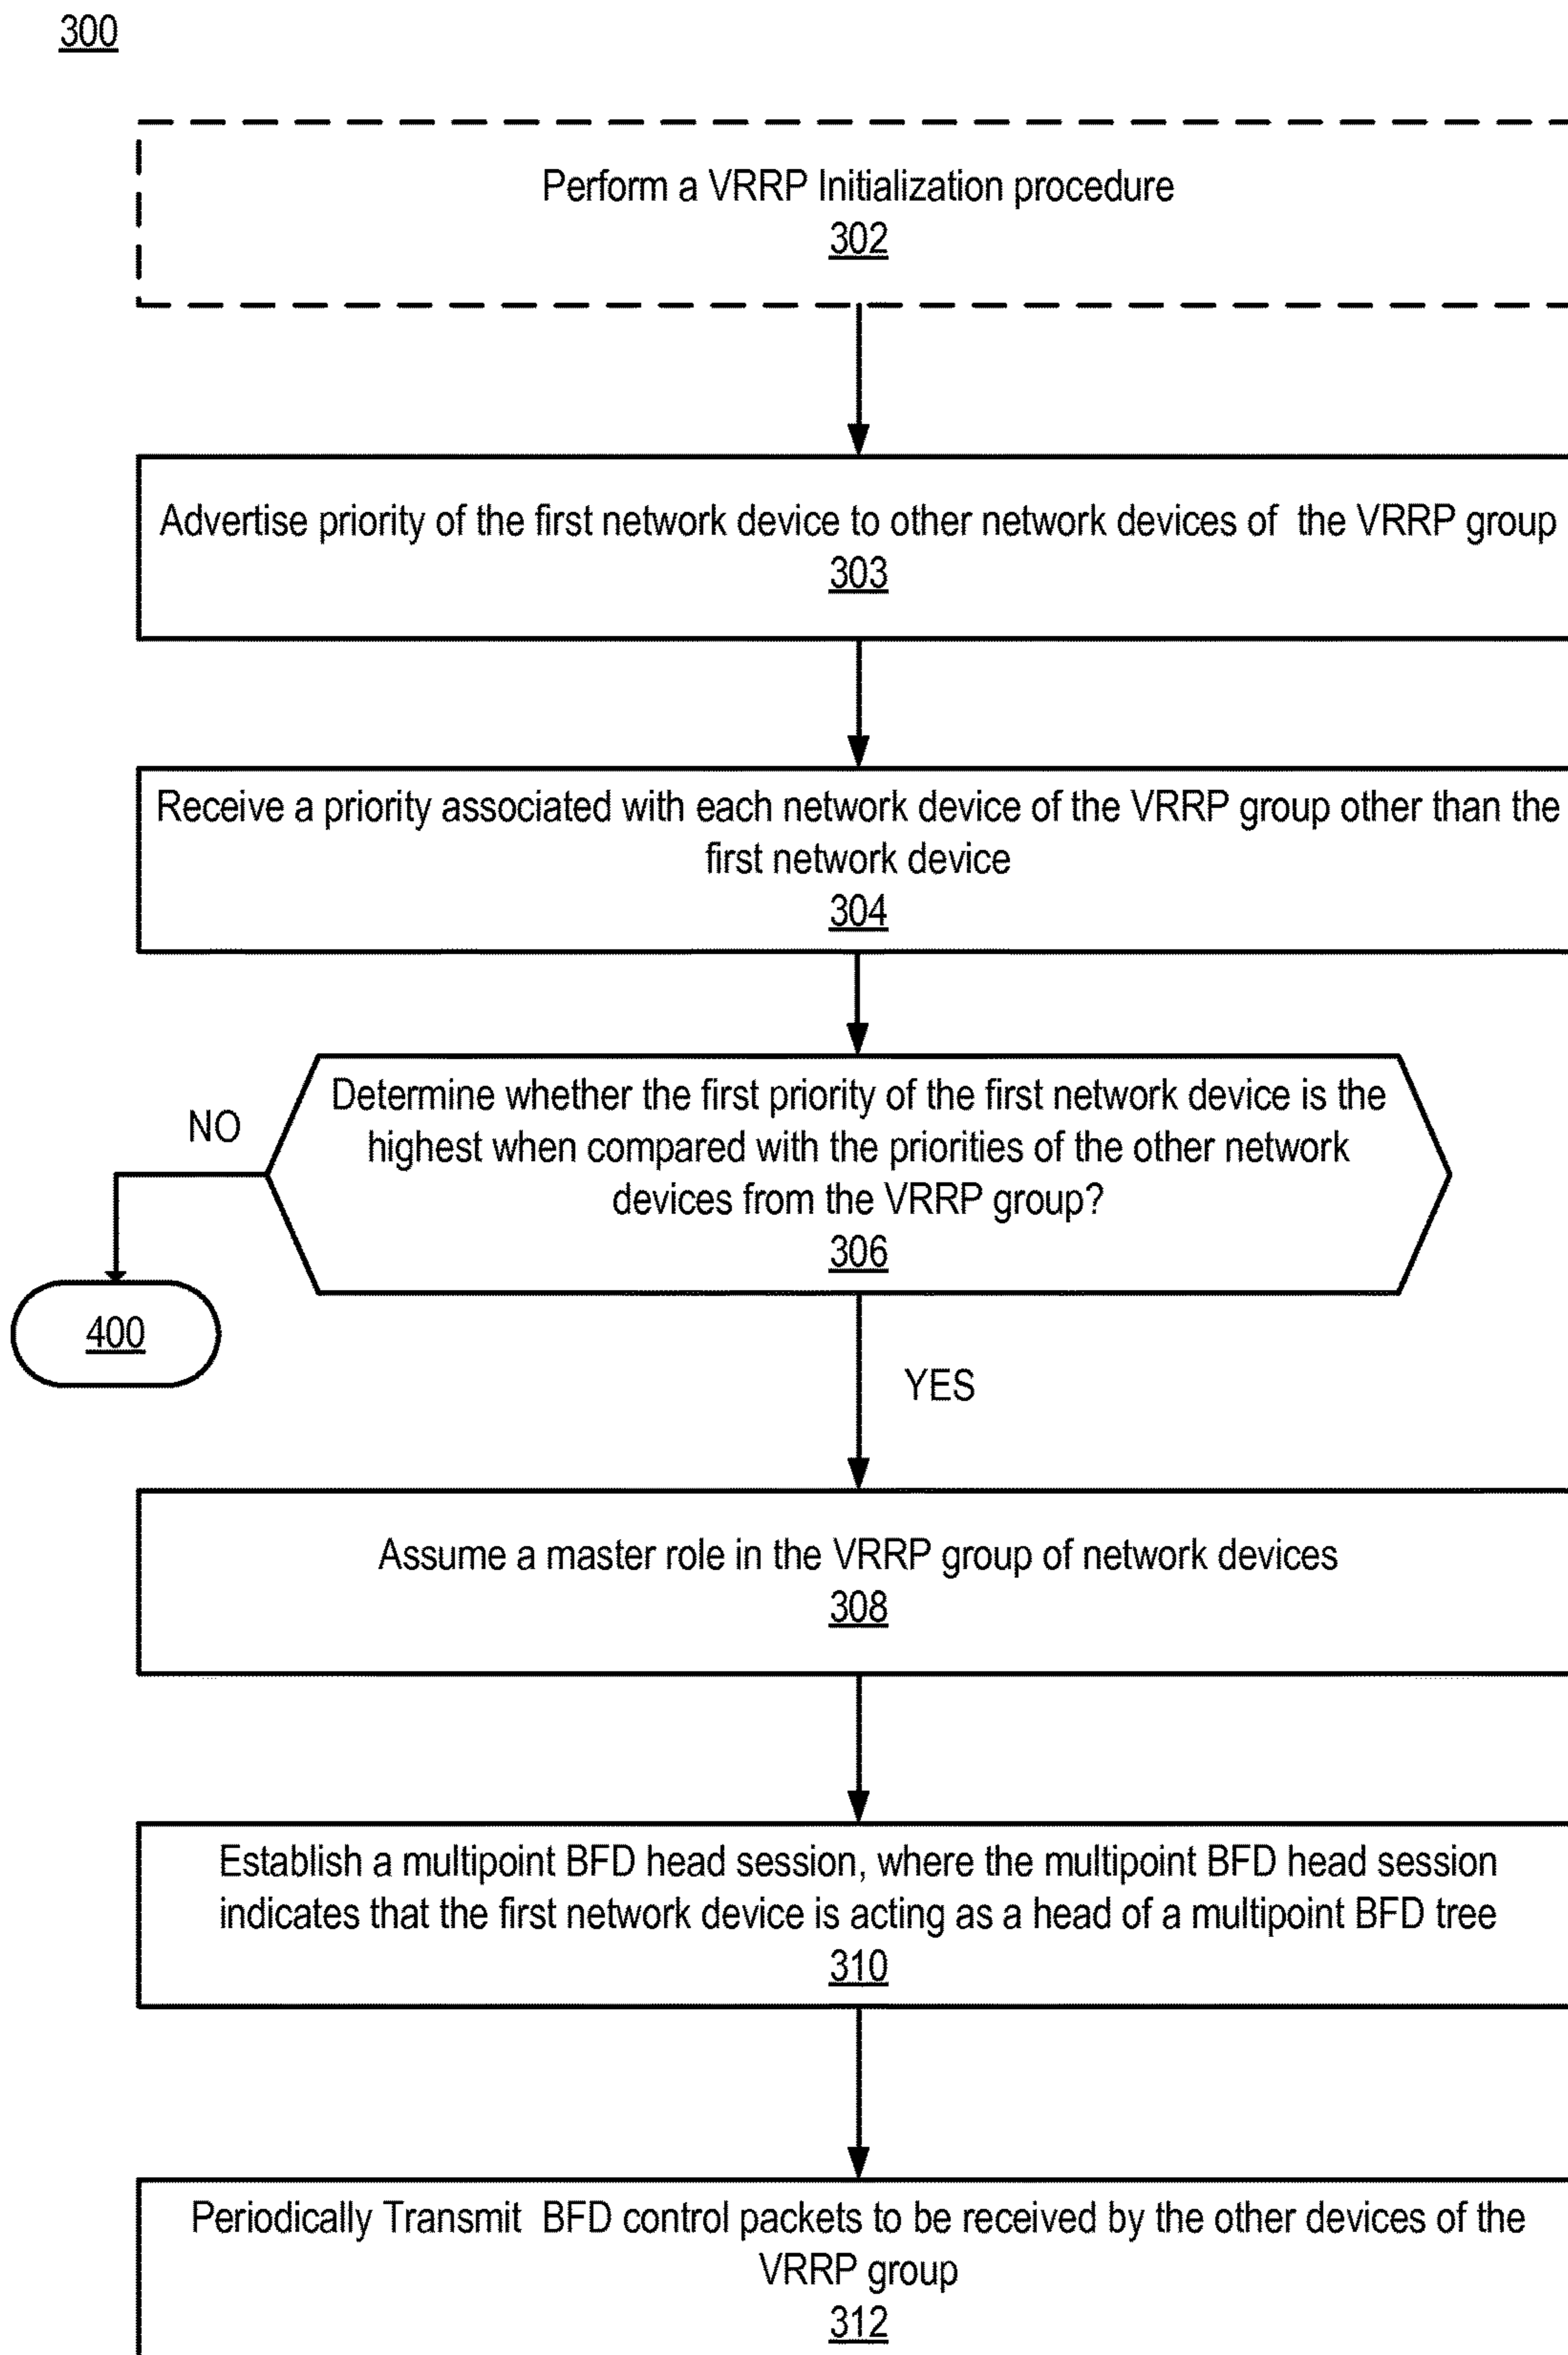 300
Perform a VRRP Initialization procedure
302
Advertise priority of the first network device to other network devices of the VRRP group
303
Receive a priority associated with each network device of the VRRP group other than the
first network device
304
Determine whether the first priority of the first network device is the
highest when compared with the priorities of the other network
devices from the VRRP group?
306
NO
400
YES
Assume a master role in the VRRP group of network devices
308
Establish a multipoint BFD head session, where the multipoint BFD head session
indicates that the first network device is acting as a head of a multipoint BFD tree
310
Periodically Transmit BFD control packets to be received by the other devices of the
VRRP group
312